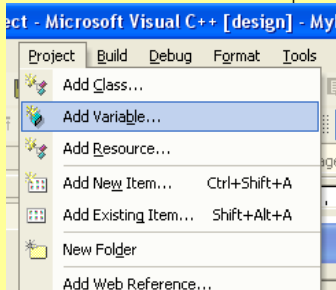 ect - Microsoft Visual C++ [design] - My
Project Build Debug Format Tools
Add Class...
Add Variable...
Add Resource...
Add New Item... Ctrl+Shift+A
Add Existing Item... Shift+Alt+A
New Folder
Add Web Reference...